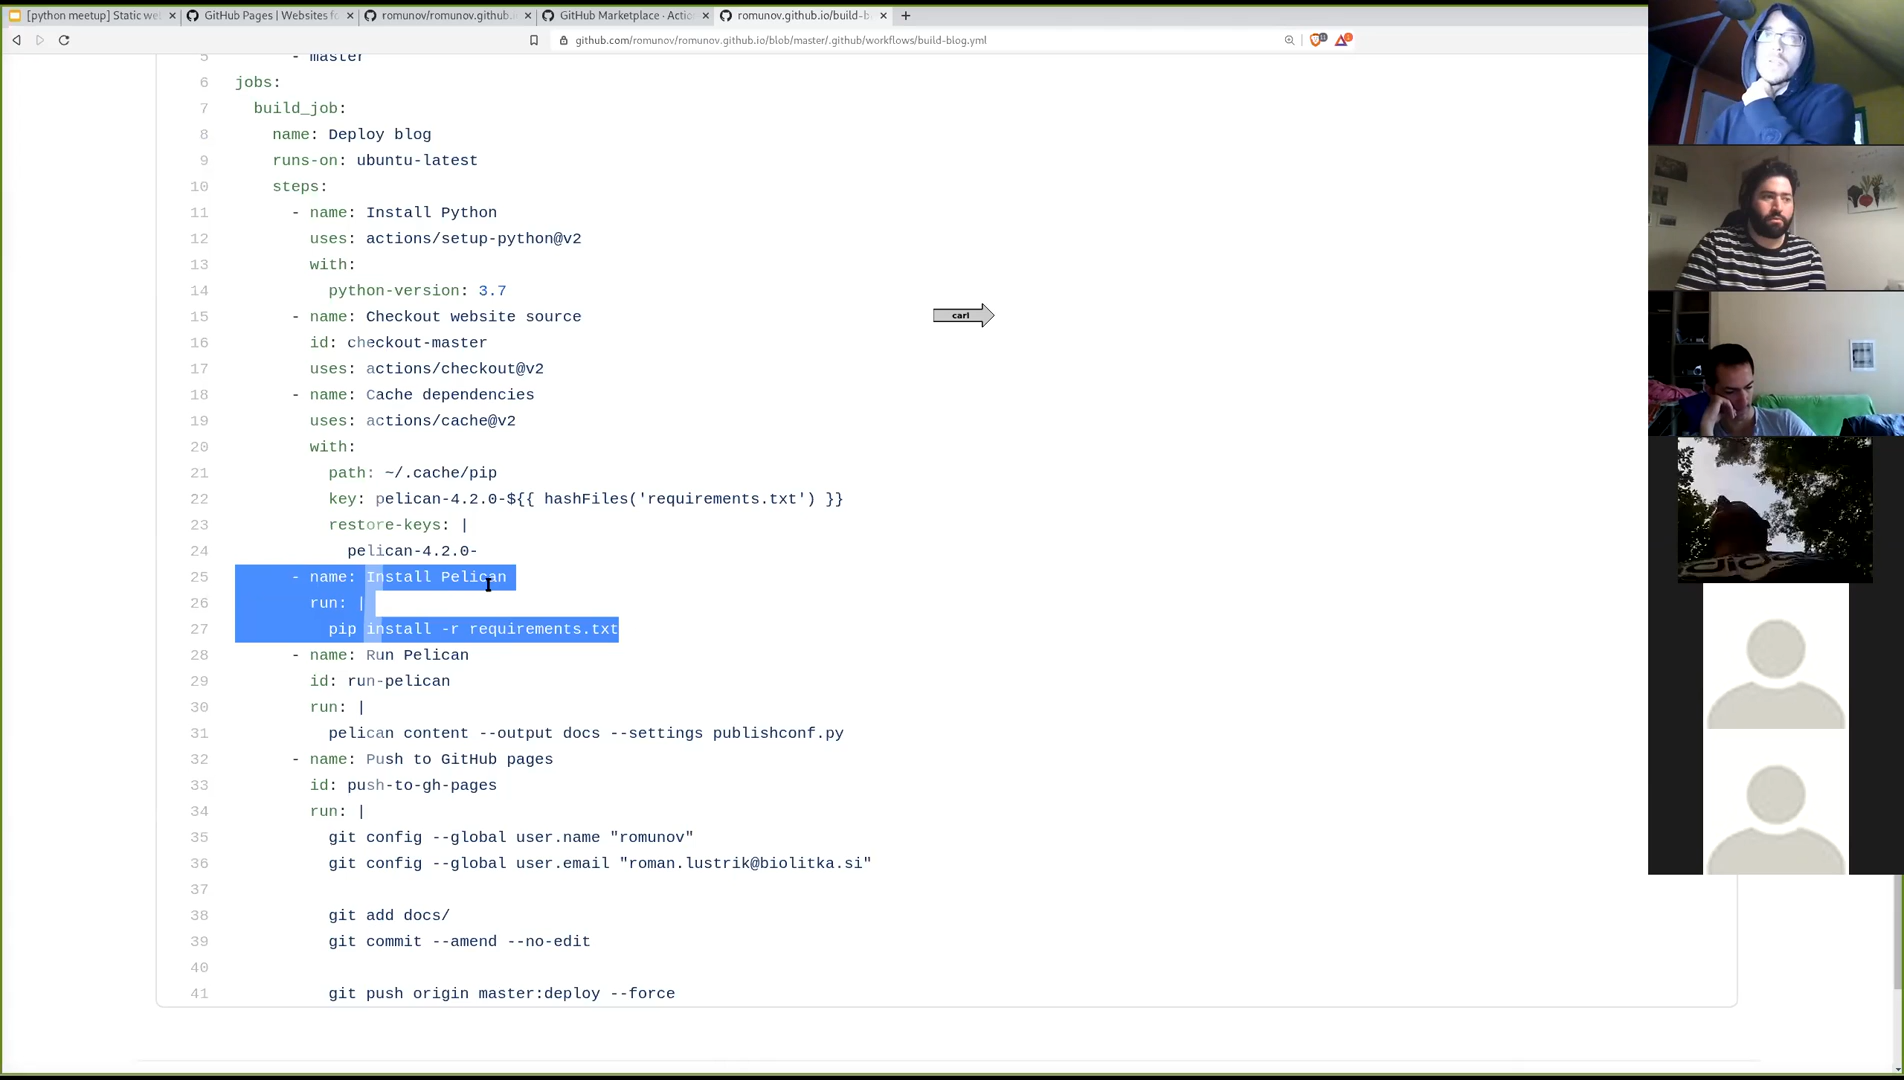 [python meetup] Static we
GitHub Pages | Websites fo
romunov/romunov.github.
GitHub Marketplace · Actio
romunov.github.io/build-b
github.com/romunov/romunov.github.io/blob/master/.github/workflows/build-blog.yml
5 - master
6 jobs:
7 build_job:
8 name: Deploy blog
9 runs-on: ubuntu-latest
10 steps:
11 - name: Install Python
12 uses: actions/setup-python@v2
13 with:
14 python-version: 3.7
15 - name: Checkout website source
carl
16 id: checkout-master
17 uses: actions/checkout@v2
18 - name: Cache dependencies
19 uses: actions/cache@v2
20 with:
21 path: ~/.cache/pip
22 key: pelican-4.2.0-${{ hashFiles('requirements.txt') }}
23 restore-keys: |
24 pelican-4.2.0-
25 - name: Install Pelican
26 run: |
27 pip install -r requirements.txt
28 - name: Run Pelican
29 id: run-pelican
30 run: |
31 pelican content --output docs --settings publishconf.py
32 - name: Push to GitHub pages
33 id: push-to-gh-pages
34 run: |
35 git config --global user.name "romunov"
36 git config --global user.email "roman.lustrik@biolitka.si"
37
38 git add docs/
39 git commit --amend --no-edit
40
41 git push origin master:deploy --force